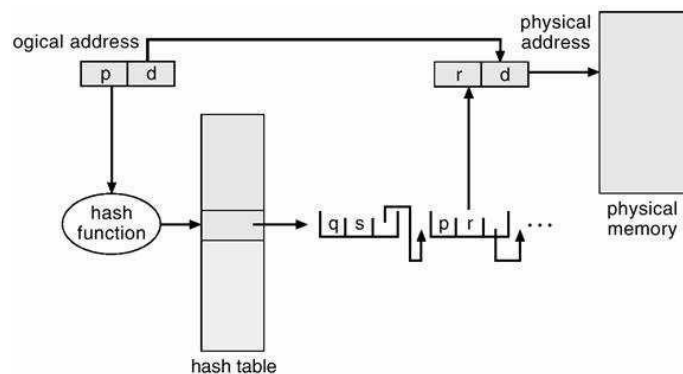 ogical address
physical
address
p d
r d
hash
function
q s
p r
...
physical
memory
hash table